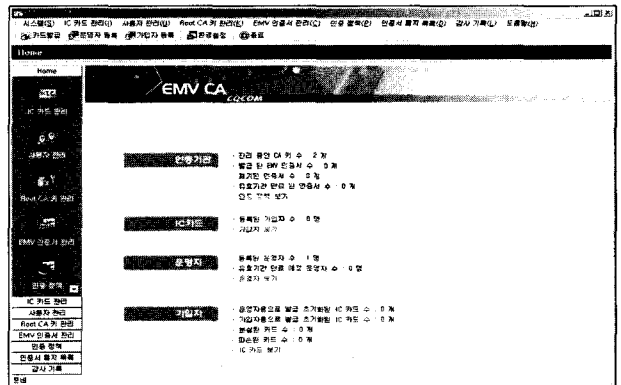 시스템(S) IC 카드 관리(I) 사용자 관리(U) Root CA 키 관리(K) EMV 인증서 관리(C) 인증 정책(P) 인증서 폐지 목록(L) 감사 기록(L) 도움말(H)
카드발급 운영자 등록 가입자 등록 환경설정 종료
Home
Home
IC 카드 관리
사용자 관리
Root CA 키 관리
EMV 인증서 관리
인증 정책
IC 카드 관리
사용자 관리
Root CA 키 관리
EMV 인증서 관리
인증 정책
인증서 폐지 목록
감사 기록
EMV CA
CQCOM
인증기관
· 관리 중인 CA 키 수 : 2 개
· 발급 된 EMV 인증서 수 : 0 개
· 폐기된 인증서 수 : 0 개
· 유효기간 만료 된 인증서 수 : 0 개
· 인증 정책 보기
IC카드
· 등록된 가입자 수 : 0 명
· 가입자 보기
운영자
· 등록된 운영자 수 : 1 명
· 유효기간 만료 예정 운영자 수 : 0 명
· 운영자 보기
가입자
· 운영자용으로 발급 초기화된 IC 카드 수 : 0 개
· 가입자용으로 발급 초기화된 IC 카드 수 : 0 개
· 분실된 카드 수 : 0 개
· 파손된 카드 수 : 0 개
· IC 카드 보기